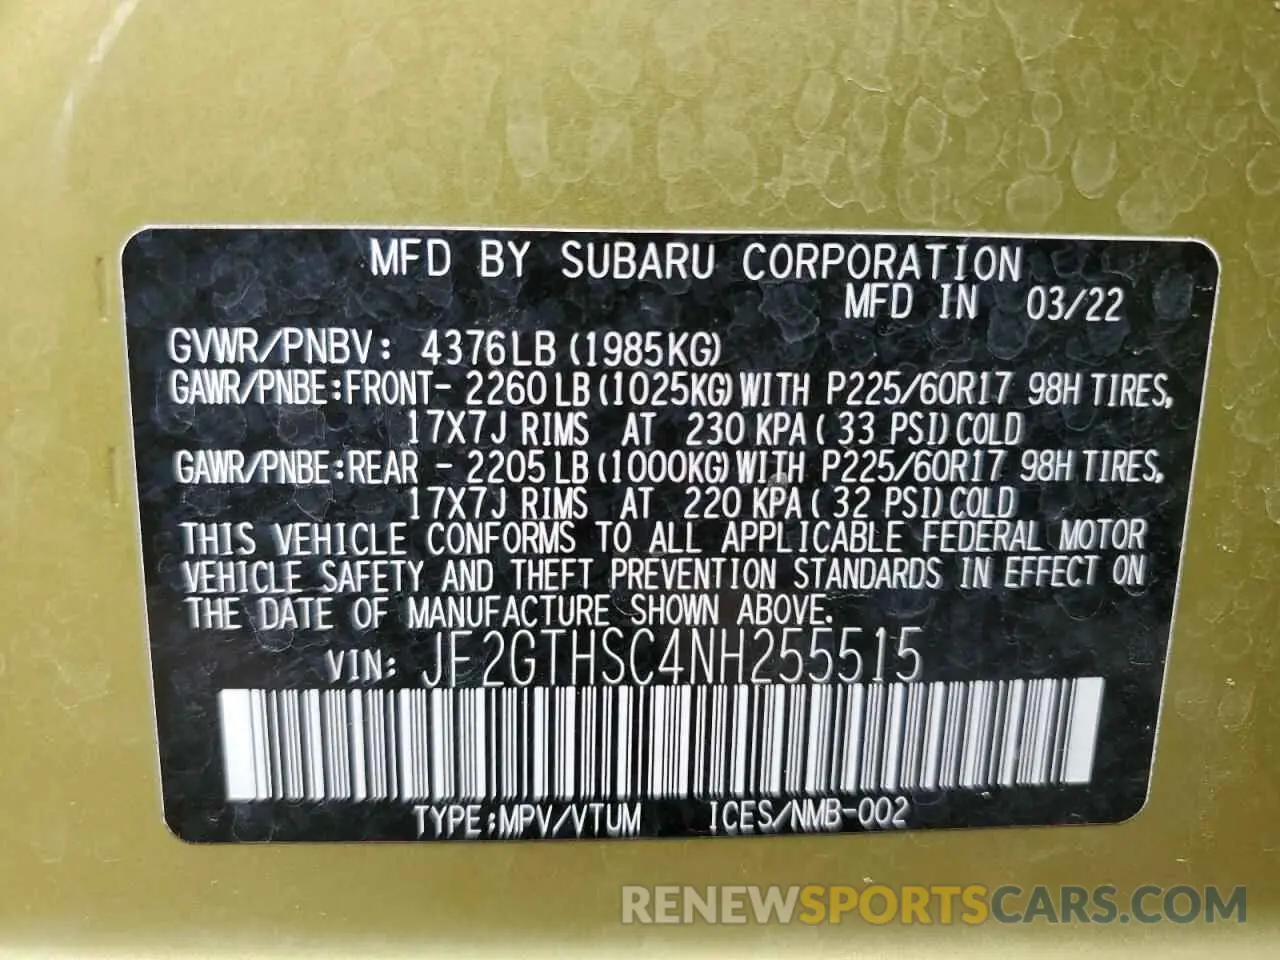 MFD BY SUBARU CORPORATION
MFD IN 03/22
GVWR/PNBV: 4376LB (1985KG)
GAWR/PNBE:FRONT- 2260LB (1025KG) WITH P225/60R17 98H TIRES,
17X7J RIMS AT 230 KPA ( 33 PSI) COLD
GAWR/PNBE:REAR - 2205LB (1000KG) WITH P225/60R17 98H TIRES,
17X7J RIMS AT 220 KPA ( 32 PSI) COLD
THIS VEHICLE CONFORMS TO ALL APPLICABLE FEDERAL MOTOR
VEHICLE SAFETY AND THEFT PREVENTION STANDARDS IN EFFECT ON
THE DATE OF MANUFACTURE SHOWN ABOVE.
VIN: JF2GTHSC4NH255515
TYPE:MPV/VTUM ICES/NMB-002
RENEWSPORTSCARS.COM